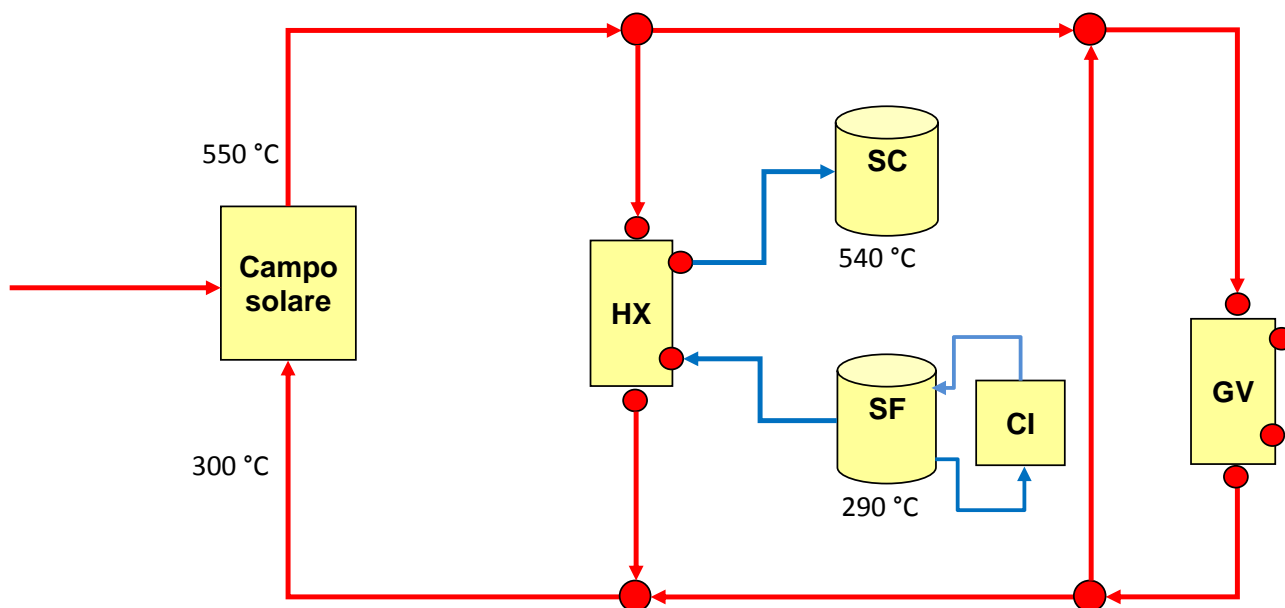 550 °C
SC
Campo
solare
540 °C
HX
GV
SF
CI
300 °C
290 °C